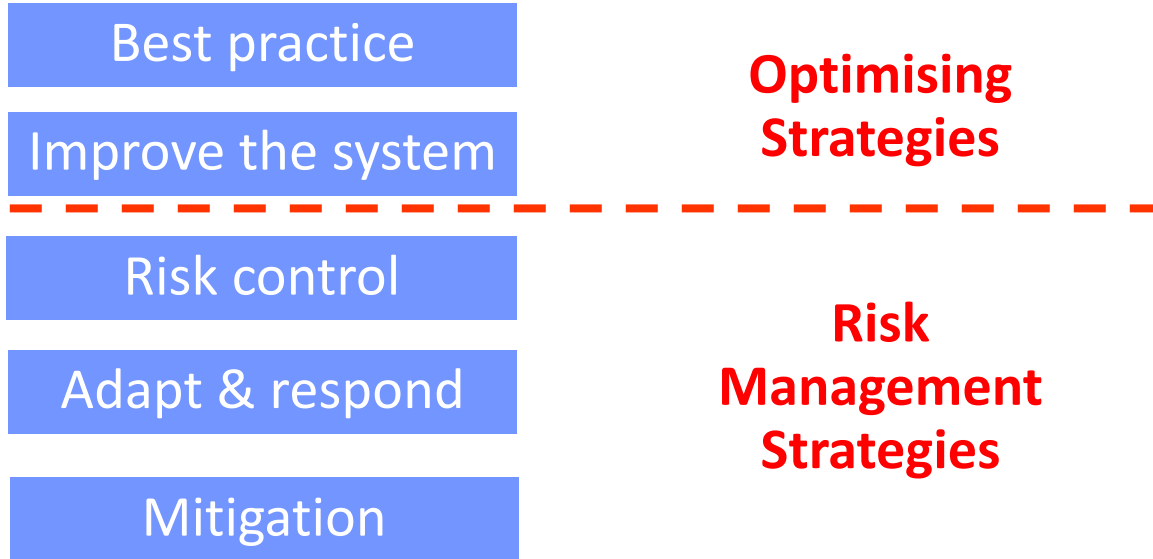 Best practice
Improve the system
Optimising
Strategies
Risk control
Adapt & respond
Mitigation
Risk
Management
Strategies